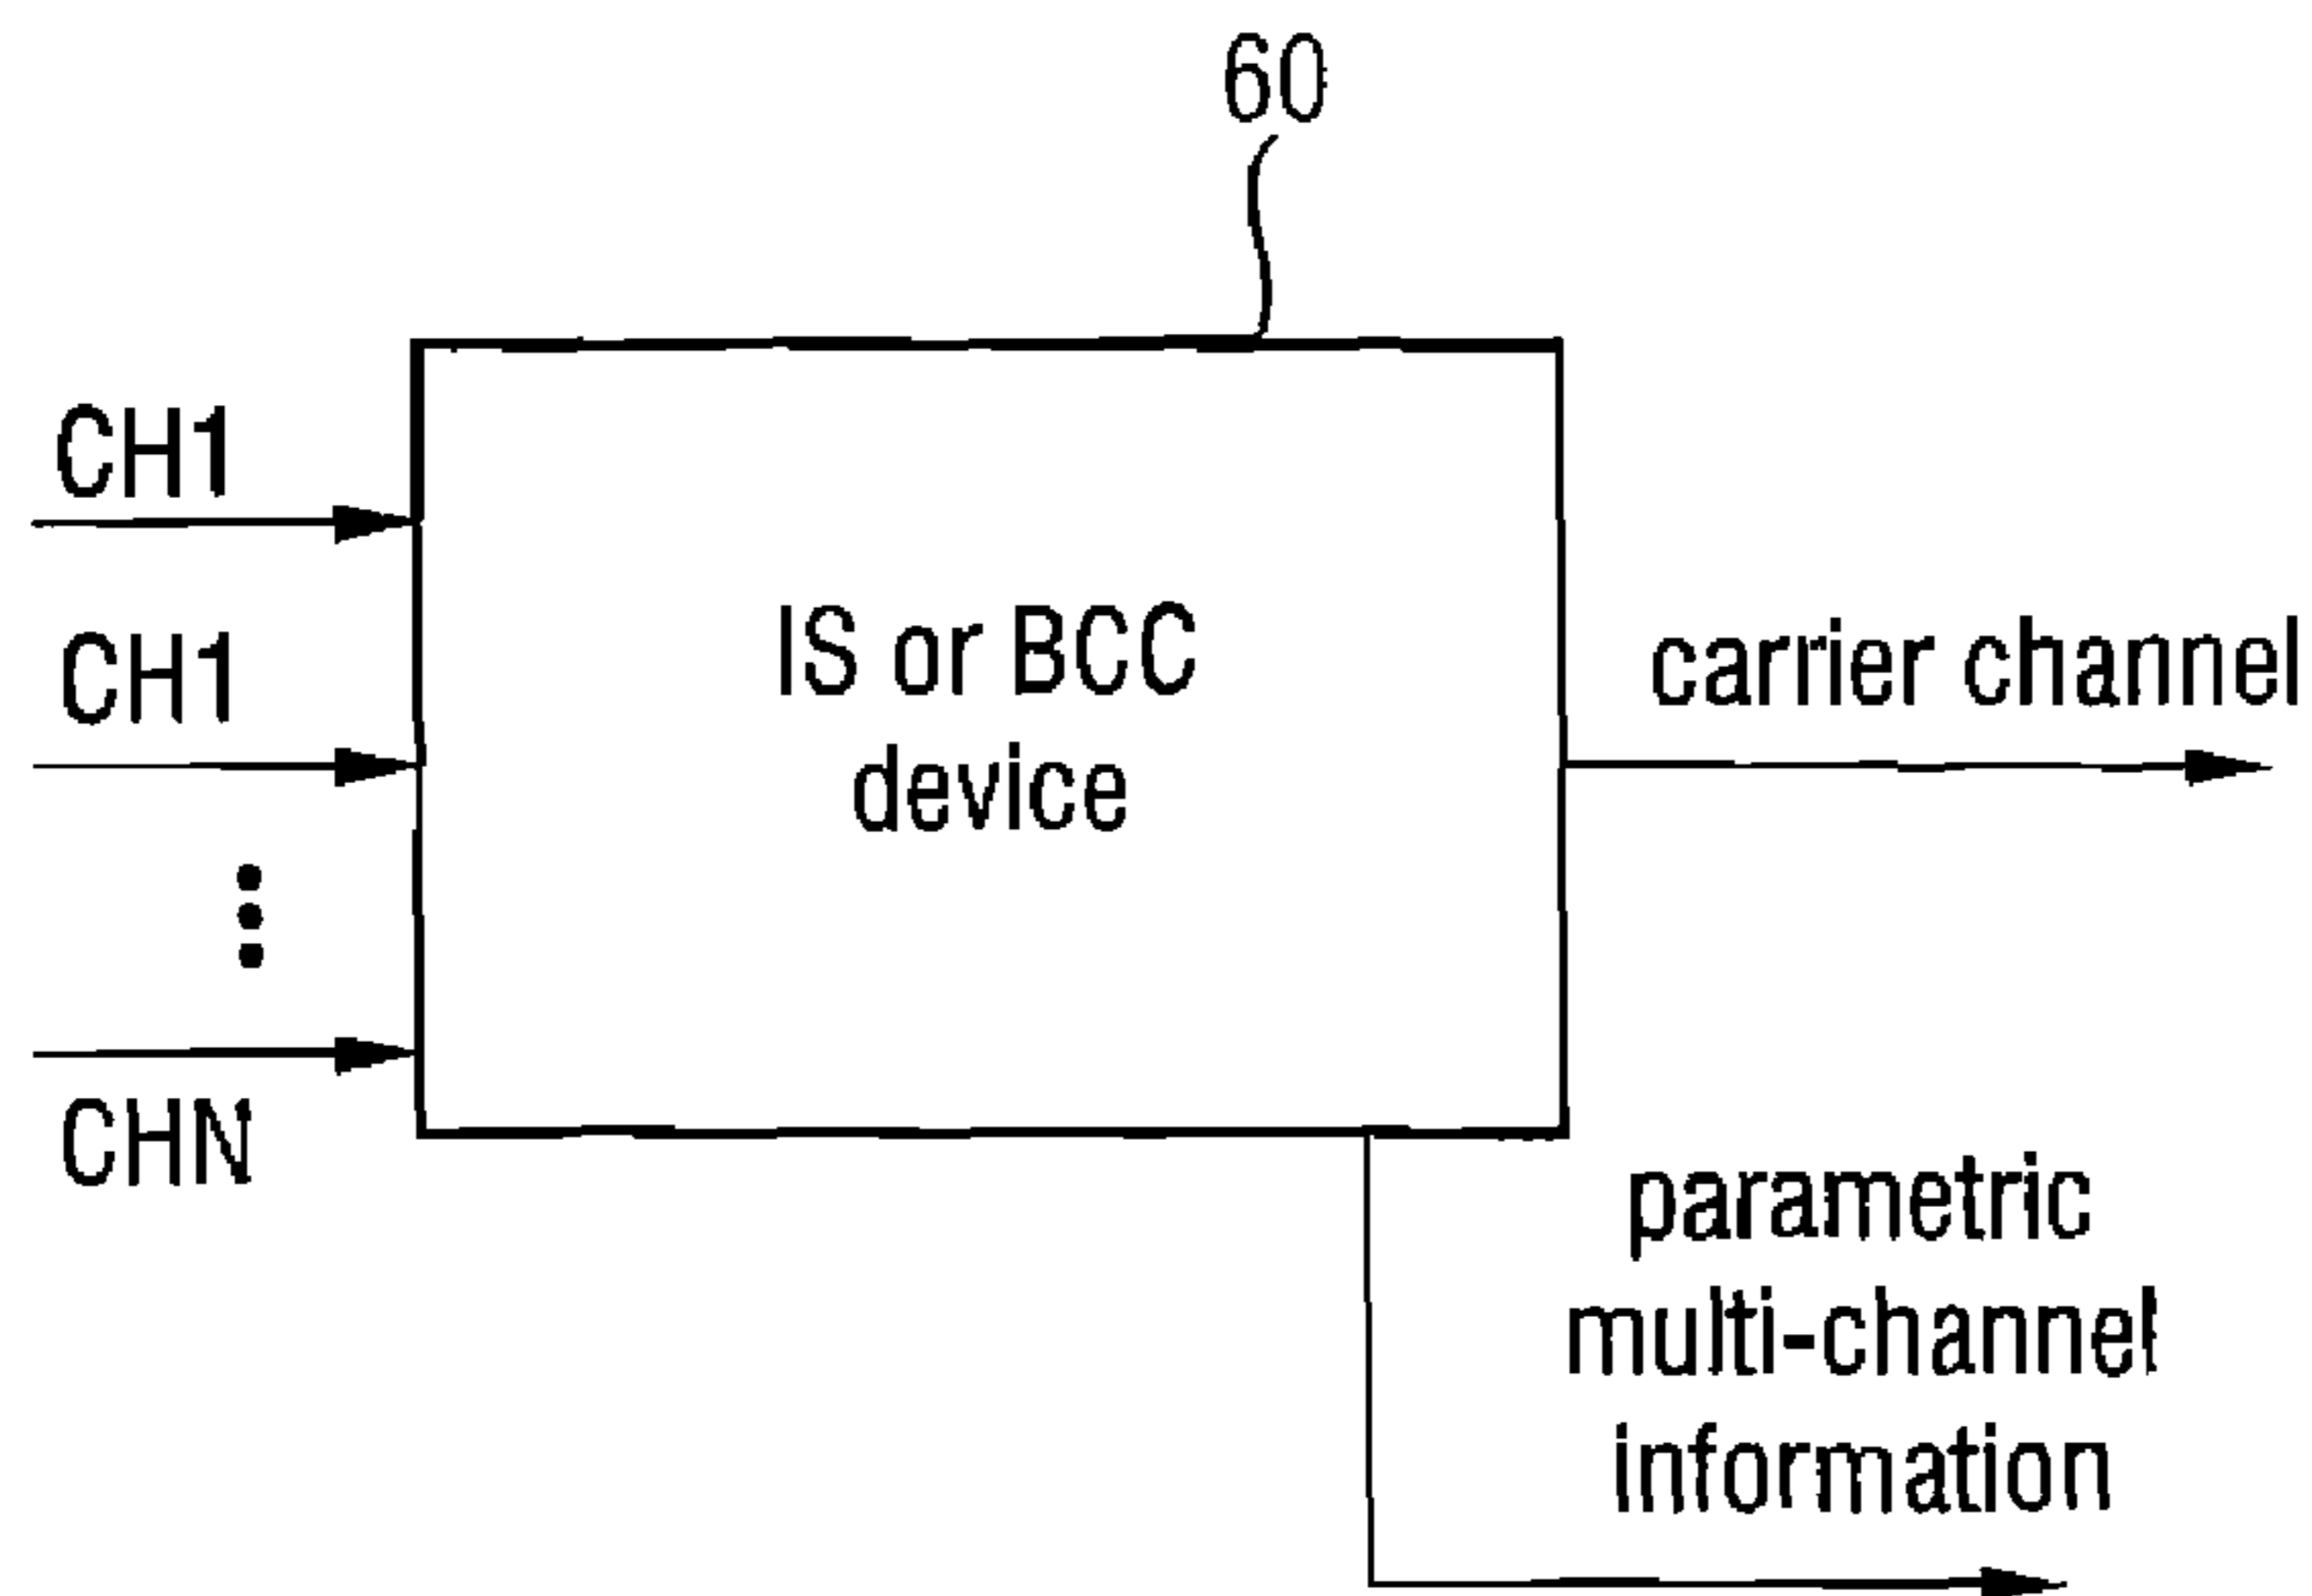 60
CH1
CH1
CHN
IS or BCC
device
carrier channel
parametric
multi-channel
information